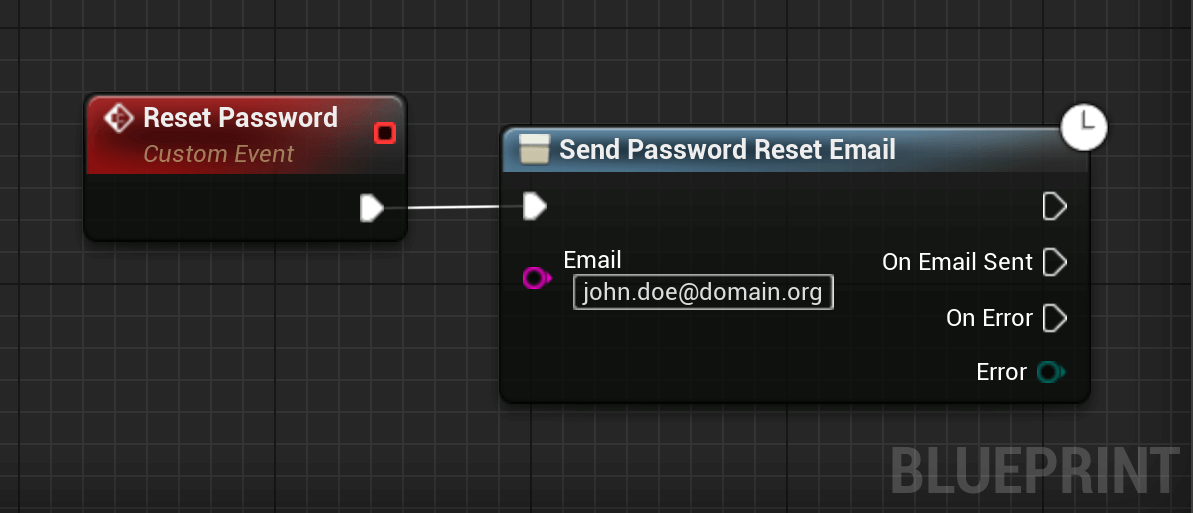 Reset Password
Custom Event
Send Password Reset Email
Email
john.doe@domain.org
On Email Sent
On Error
Error
BLUEPRINT